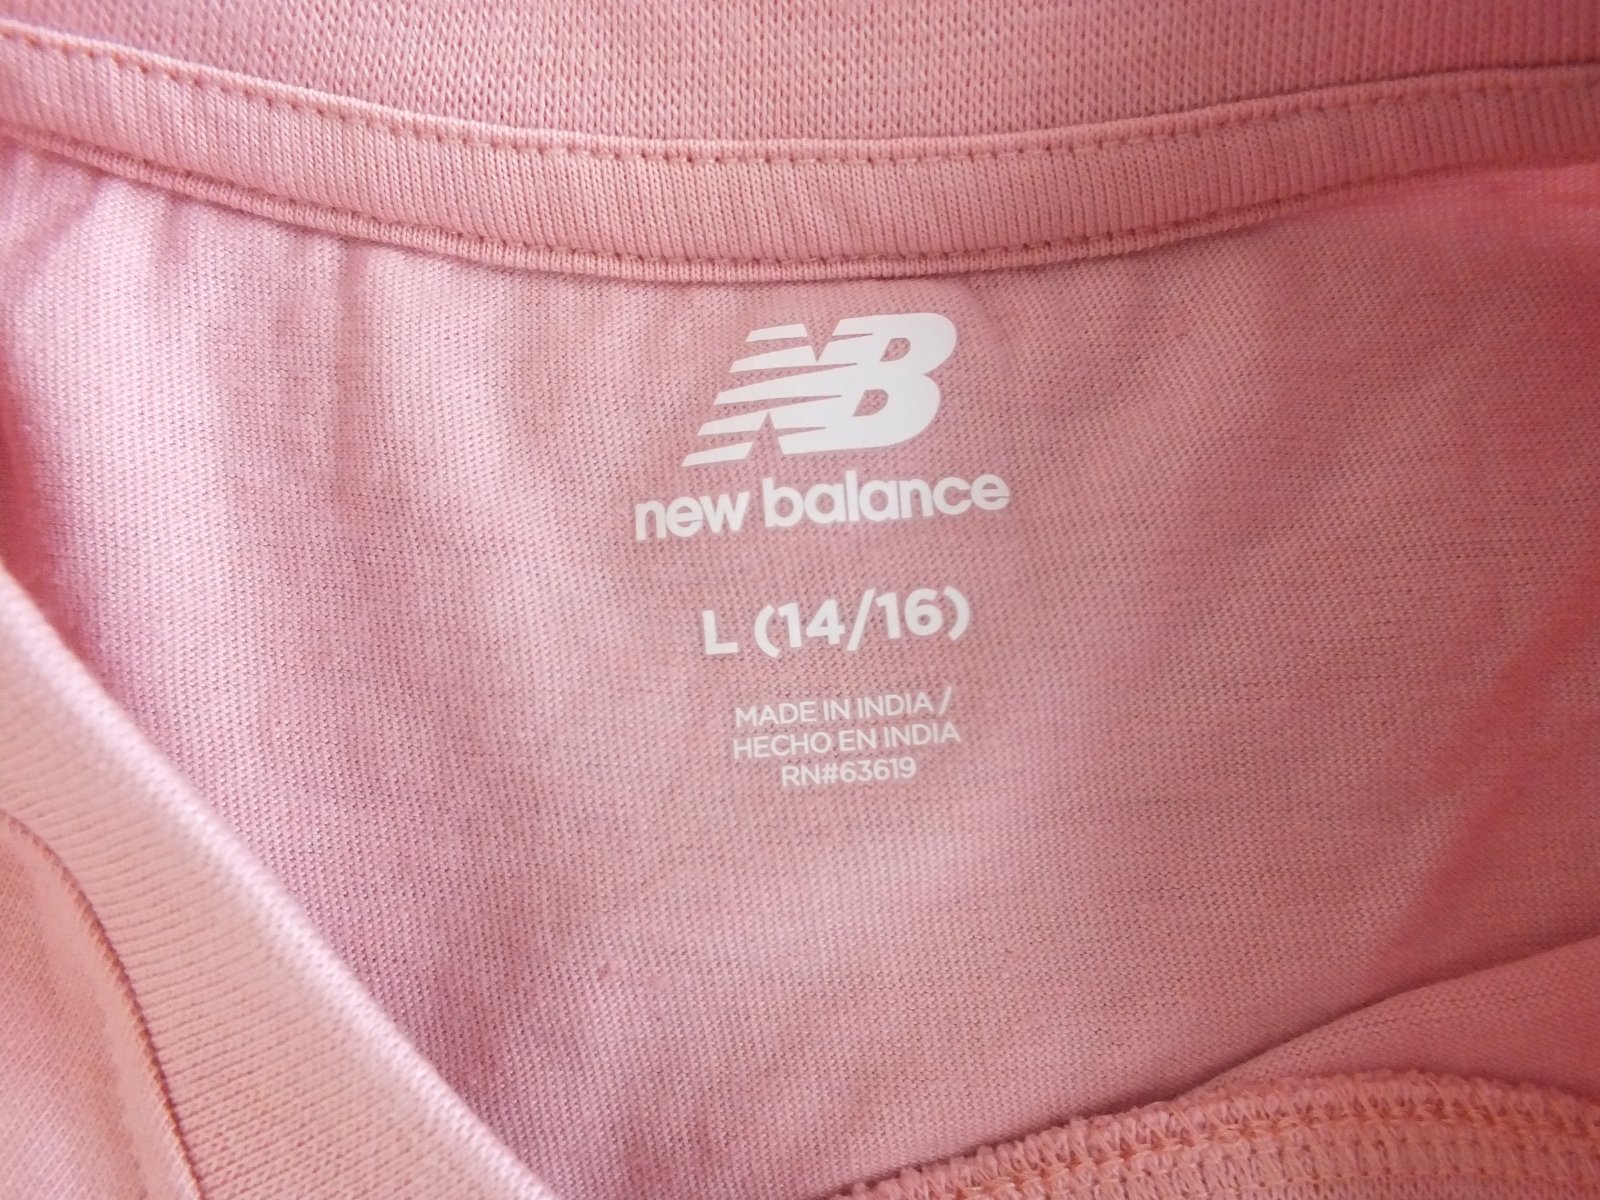 NB
new balance
L (14/16)
MADE IN INDIA /
HECHO EN INDIA
RN#63619